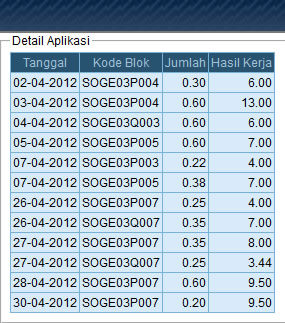 Detail Aplikasi
Tanggal Kode Blok Jumlah Hasil Kerja
02-04-2012 SOGE03P004 0.30 6.00
03-04-2012 SOGE03P004 0.60 13.00
04-04-2012 SOGE03Q003 0.60 6.00
05-04-2012 SOGE03P005 0.60 7.00
07-04-2012 SOGE03P003 0.22 4.00
07-04-2012 SOGE03P005 0.38 7.00
26-04-2012 SOGE03P007 0.25 4.00
26-04-2012 SOGE03Q007 0.35 7.00
27-04-2012 SOGE03P007 0.35 8.00
27-04-2012 SOGE03Q007 0.25 3.44
28-04-2012 SOGE03P007 0.60 9.50
30-04-2012 SOGE03P007 0.20 9.50